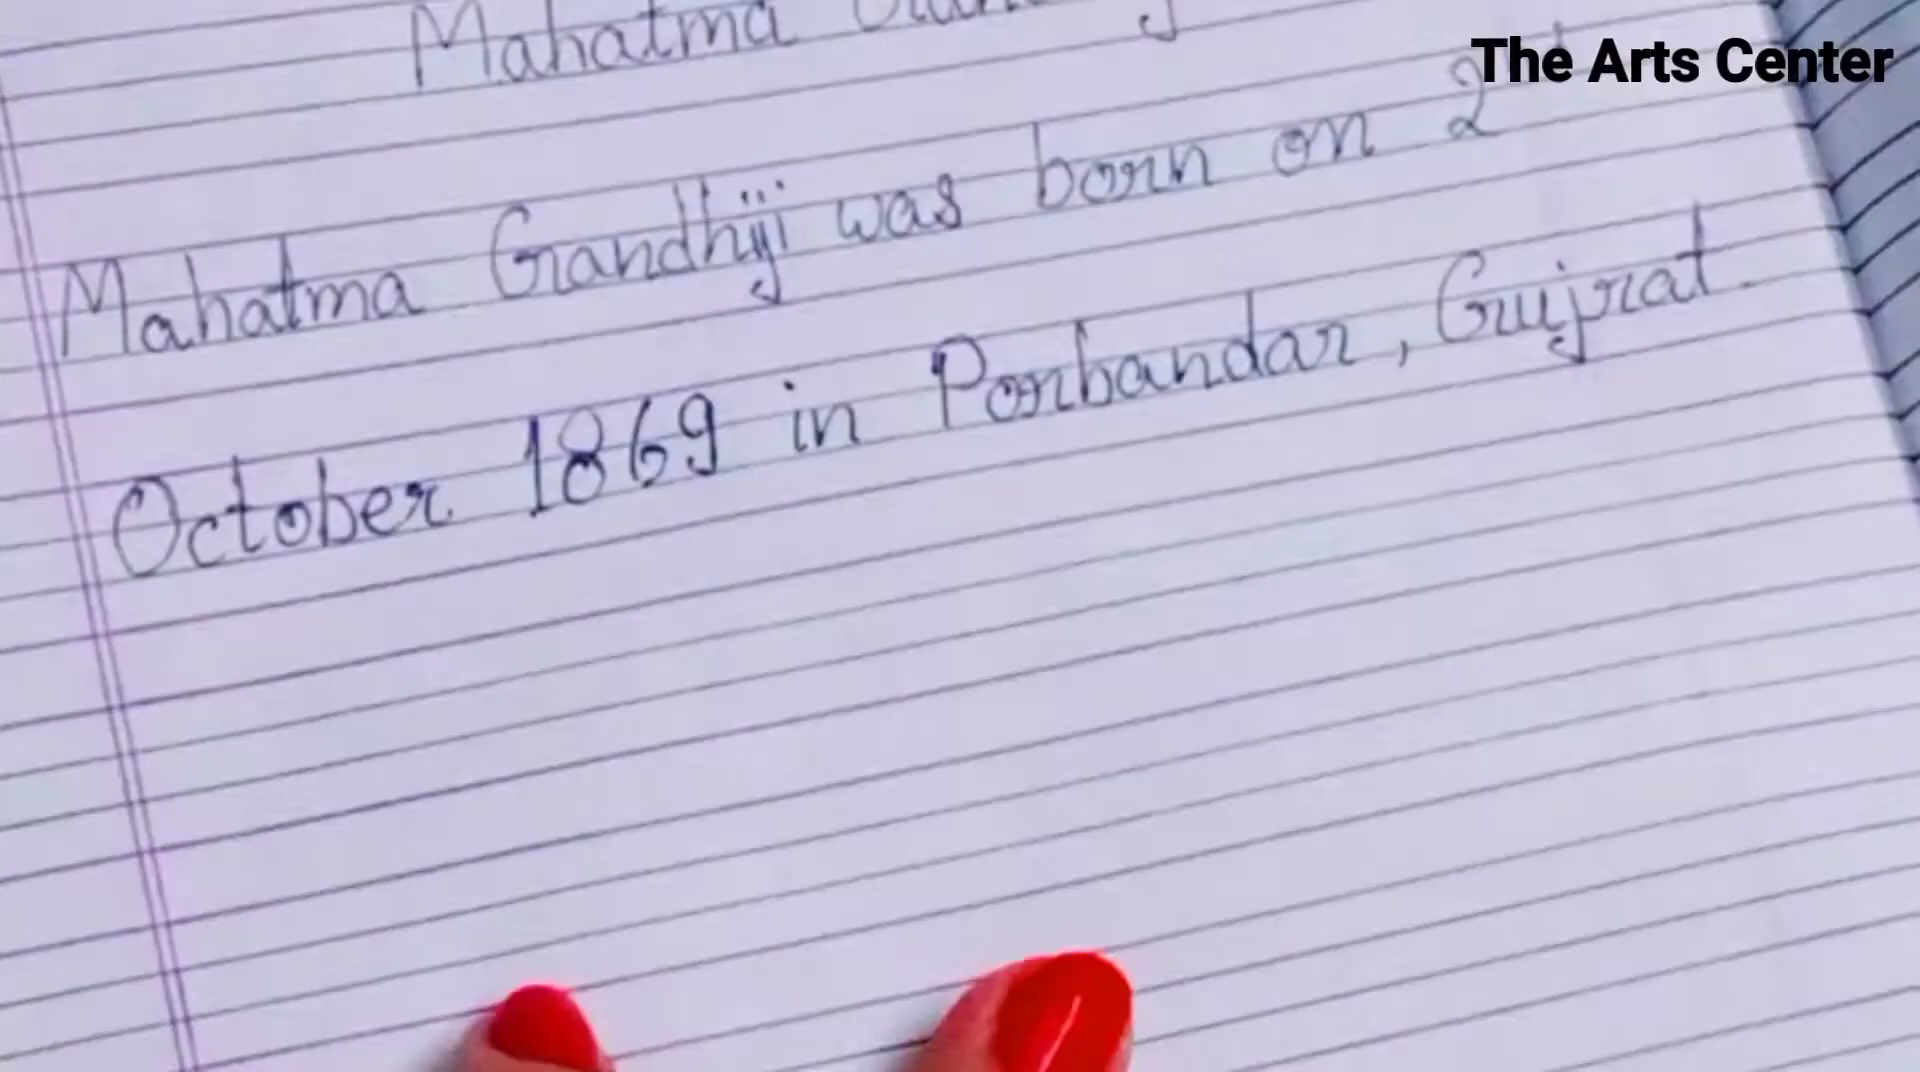 Mahatma
The Arts Center
Mahatma Gandhiji was born on 2
October 1869 in Porbandar, Gujrat.